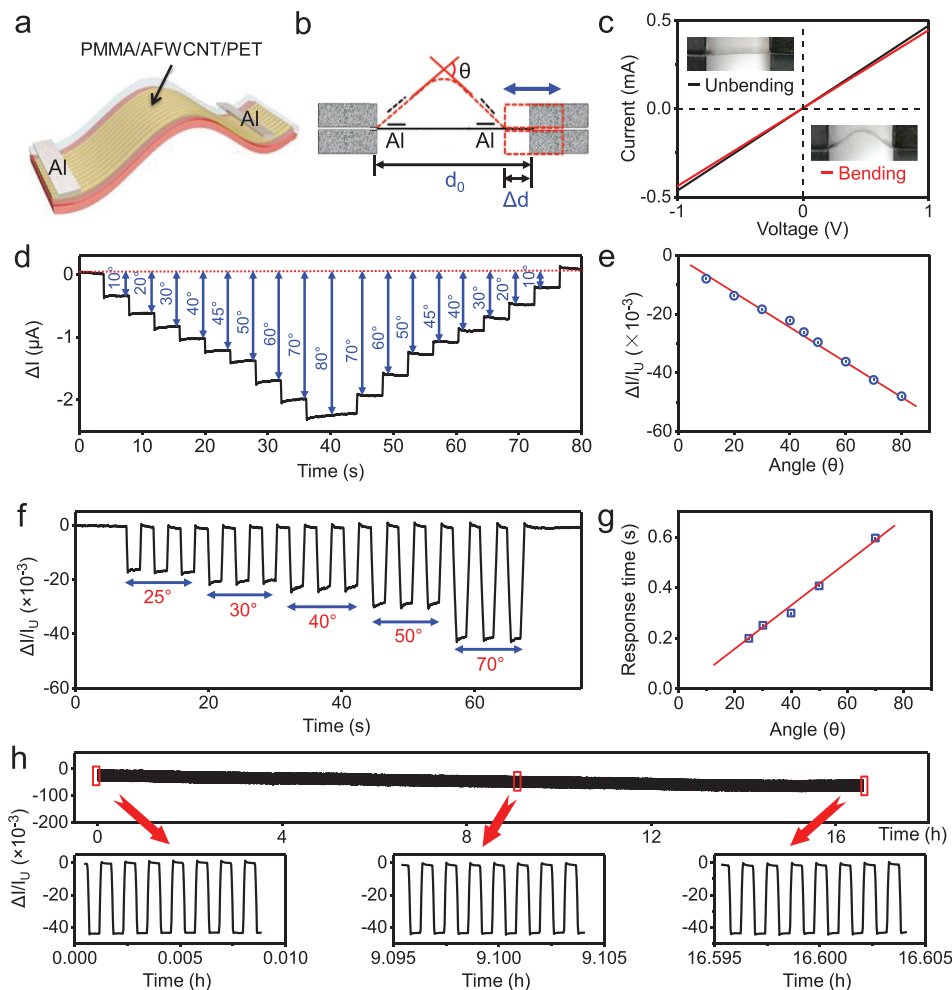 a
PMMA/AFWCNT/PET
Al
Al
b
θ
Al
Al
d₀
Δd
c
Current (mA)
0.5
0.0
-0.5
Unbending
Bending
-1
0
1
Voltage (V)
d
ΔI (μA)
0
-1
-2
10°
20°
30°
40°
45°
50°
60°
70°
80°
70°
60°
50°
45°
40°
30°
20°
10°
0 10 20 30 40 50 60 70 80
Time (s)
e
ΔI/I_U (× 10⁻³)
0
-20
-40
-60
0 20 40 60 80
Angle (θ)
f
ΔI/I_U (×10⁻³)
0
-20
-40
-60
25°
30°
40°
50°
70°
0 20 40 60
Time (s)
g
Response time (s)
0.6
0.4
0.2
0.0
0 20 40 60 80
Angle (θ)
h
ΔI/I_U (×10⁻³)
0
-100
-200
0 4 8 12 16 Time (h)
0
-20
-40
0.000 0.005 0.010
Time (h)
0
-20
-40
9.095 9.100 9.105
Time (h)
0
-20
-40
16.595 16.600 16.605
Time (h)